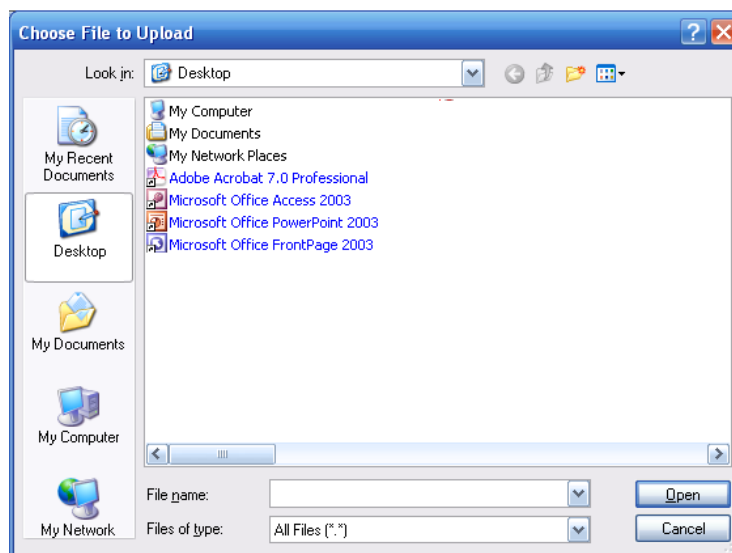 Choose File to Upload
Look in: Desktop
My Recent
Documents
Desktop
My Documents
My Computer
My Network
My Computer
My Documents
My Network Places
Adobe Acrobat 7.0 Professional
Microsoft Office Access 2003
Microsoft Office PowerPoint 2003
Microsoft Office FrontPage 2003
File name:
Open
Files of type: All Files (*.*)
Cancel